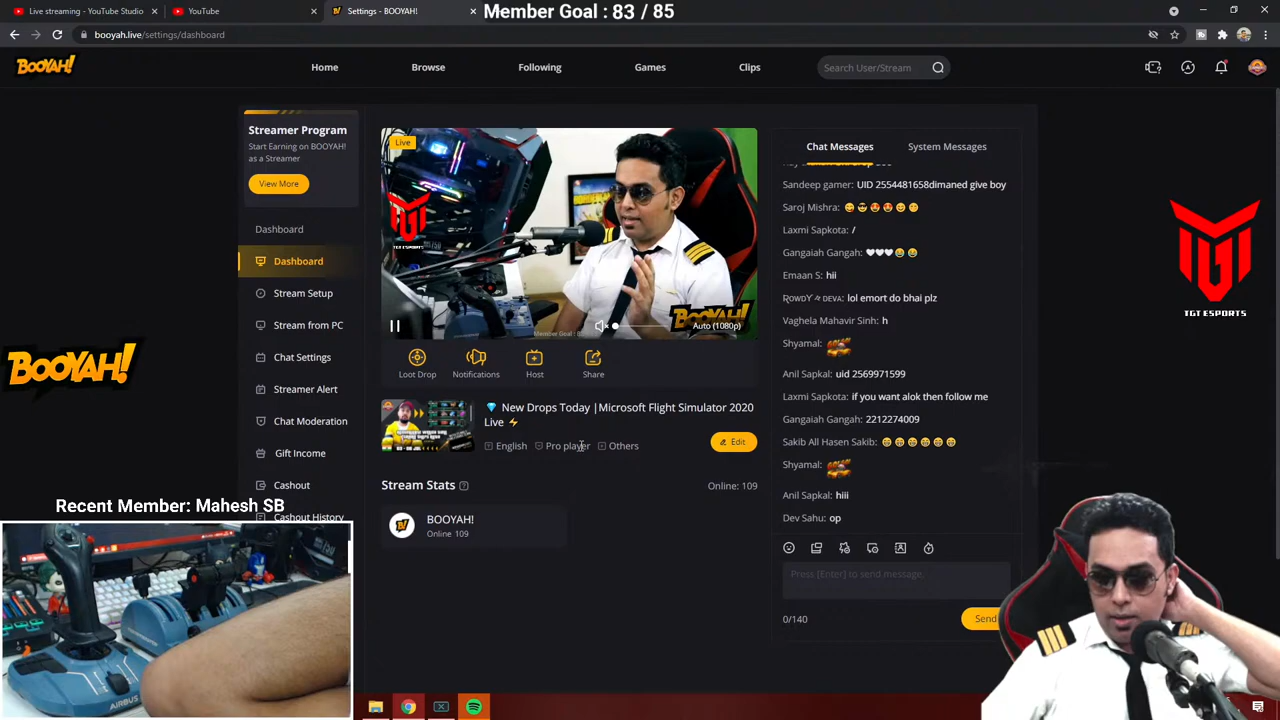 Member Goal : 83 / 85
Live streaming - YouTube Studio
YouTube
Settings - BOOYAH!
booyah.live/settings/dashboard
BOOYAH!
Home
Browse
Following
Games
Clips
Search User/Stream
Streamer Program
Start Earning on BOOYAH!
as a Streamer
View More
Dashboard
Dashboard
Stream Setup
Stream from PC
Chat Settings
Streamer Alert
Chat Moderation
Gift Income
Cashout
Cashout History
Live
TGT ESPORTS
BOOYAH!
Auto (1080p)
Loot Drop
Notifications
Host
Share
💎 New Drops Today |Microsoft Flight Simulator 2020
Live ⚡
English
Pro player
Others
Edit
Stream Stats
Online: 109
BOOYAH!
Online 109
Chat Messages
System Messages
Sandeep gamer: UID 2554481658dimaned give boy
Saroj Mishra:
Laxmi Sapkota: /
Gangaiah Gangah: 🤍🤍🤍😂 😂
Emaan S: hii
RowdY ᴅᴇᴠᴀ: lol emort do bhai plz
Vaghela Mahavir Sinh: h
Shyamal:
Anil Sapkal: uid 2569971599
Laxmi Sapkota: if you want alok then follow me
Gangaiah Gangah: 2212274009
Sakib All Hasen Sakib:
Shyamal:
Anil Sapkal: hiii
Dev Sahu: op
Press [Enter] to send message.
0/140
Send
TGT ESPORTS
BOOYAH!
Recent Member: Mahesh SB
AIRBUS